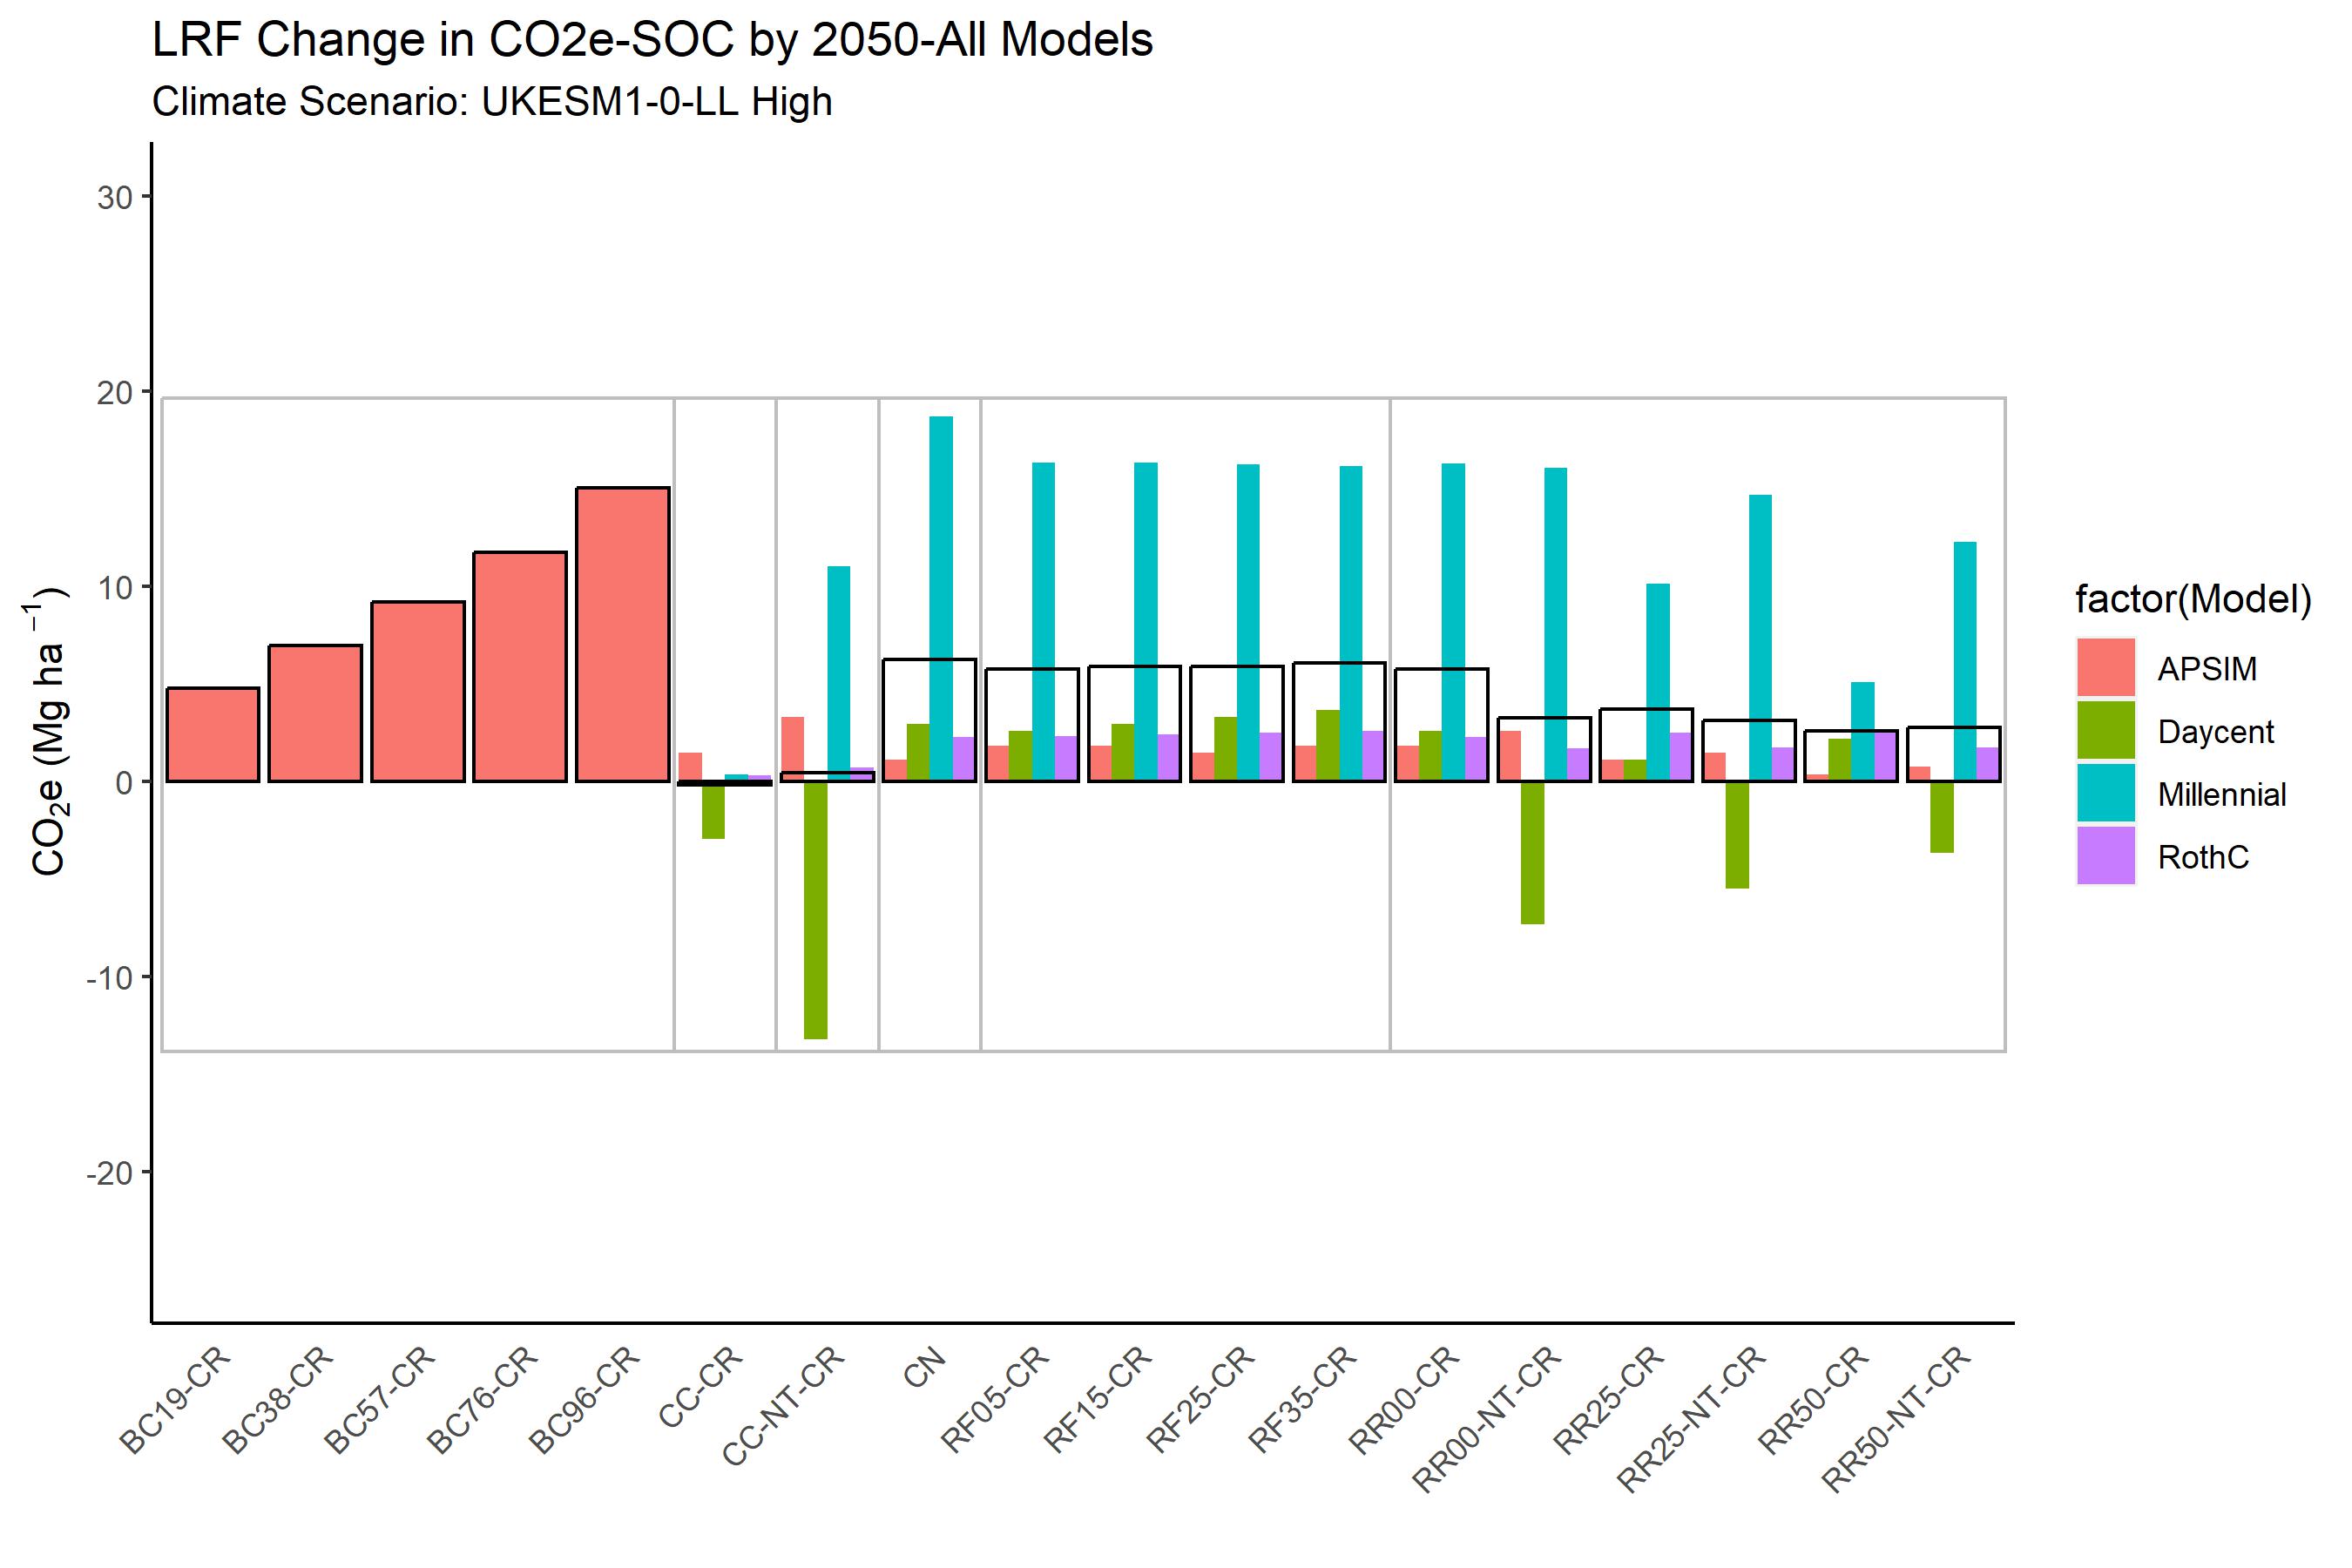 LRF Change in CO2e-SOC by 2050-All Models
Climate Scenario: UKESM1-0-LL High
30
20
10
0
-10
-20
CO₂e (Mg ha ⁻¹)
BC19-CR
BC38-CR
BC57-CR
BC76-CR
BC96-CR
CC-CR
CC-NT-CR
CN
RF05-CR
RF15-CR
RF25-CR
RF35-CR
RR00-CR
RR00-NT-CR
RR25-CR
RR25-NT-CR
RR50-CR
RR50-NT-CR
factor(Model)
APSIM
Daycent
Millennial
RothC